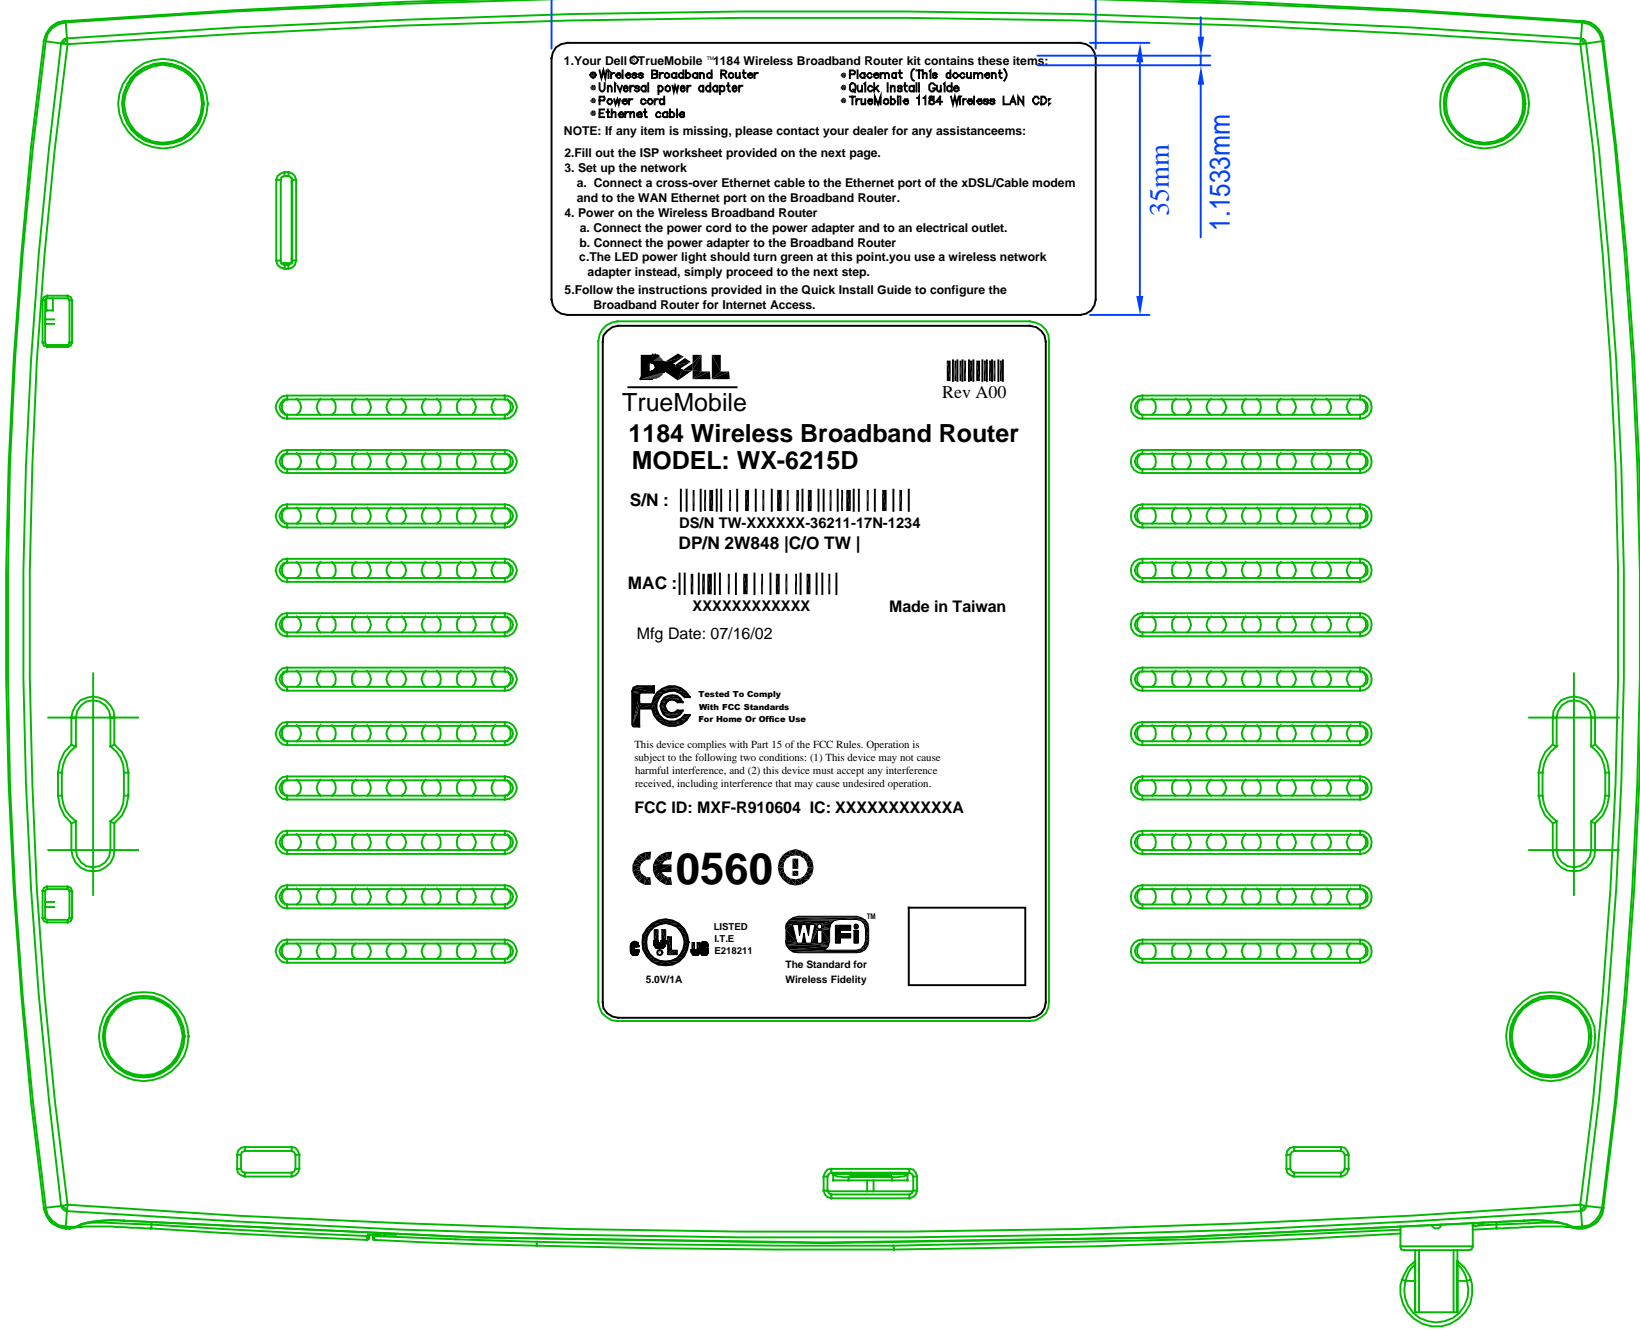 1.Your Dell ©TrueMobile ™1184 Wireless Broadband Router kit contains these items:
Wireless Broadband Router
Universal power adapter
Power cord
Ethernet cable
Placemat (This document)
Quick Install Guide
TrueMobile 1184 Wireless LAN CD;
NOTE: If any item is missing, please contact your dealer for any assistanceems:
2.Fill out the ISP worksheet provided on the next page.
3. Set up the network
a. Connect a cross-over Ethernet cable to the Ethernet port of the xDSL/Cable modem
and to the WAN Ethernet port on the Broadband Router.
4. Power on the Wireless Broadband Router
a. Connect the power cord to the power adapter and to an electrical outlet.
b. Connect the power adapter to the Broadband Router
c.The LED power light should turn green at this point.you use a wireless network
adapter instead, simply proceed to the next step.
5.Follow the instructions provided in the Quick Install Guide to configure the
Broadband Router for Internet Access.
35mm
1.1533mm
DELL
TrueMobile
Rev A00
1184 Wireless Broadband Router
MODEL: WX-6215D
S/N :
DS/N TW-XXXXXX-36211-17N-1234
DP/N 2W848 |C/O TW |
MAC :
XXXXXXXXXXXX
Made in Taiwan
Mfg Date: 07/16/02
FC
Tested To Comply
With FCC Standards
For Home Or Office Use
This device complies with Part 15 of the FCC Rules. Operation is
subject to the following two conditions: (1) This device may not cause
harmful interference, and (2) this device must accept any interference
received, including interference that may cause undesired operation.
FCC ID: MXF-R910604 IC: XXXXXXXXXXXA
CE0560
c UL us
LISTED
I.T.E
E218211
5.0V/1A
Wi Fi ™
The Standard for
Wireless Fidelity